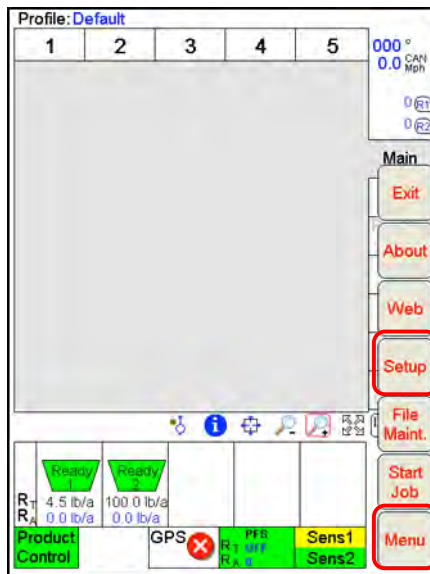 Profile: Default
1 2 3 4 5
000 °
0.0 CAN Mph
0 R1
0 R2
Main
Exit
About
Web
Setup
File Maint.
Start Job
Menu
Ready 1 Ready 2
RT 4.5 lb/a 100.0 lb/a
RA 0.0 lb/a 0.0 lb/a
Product Control
GPS
PFS
RT OFF
RA 0
Sens1
Sens2